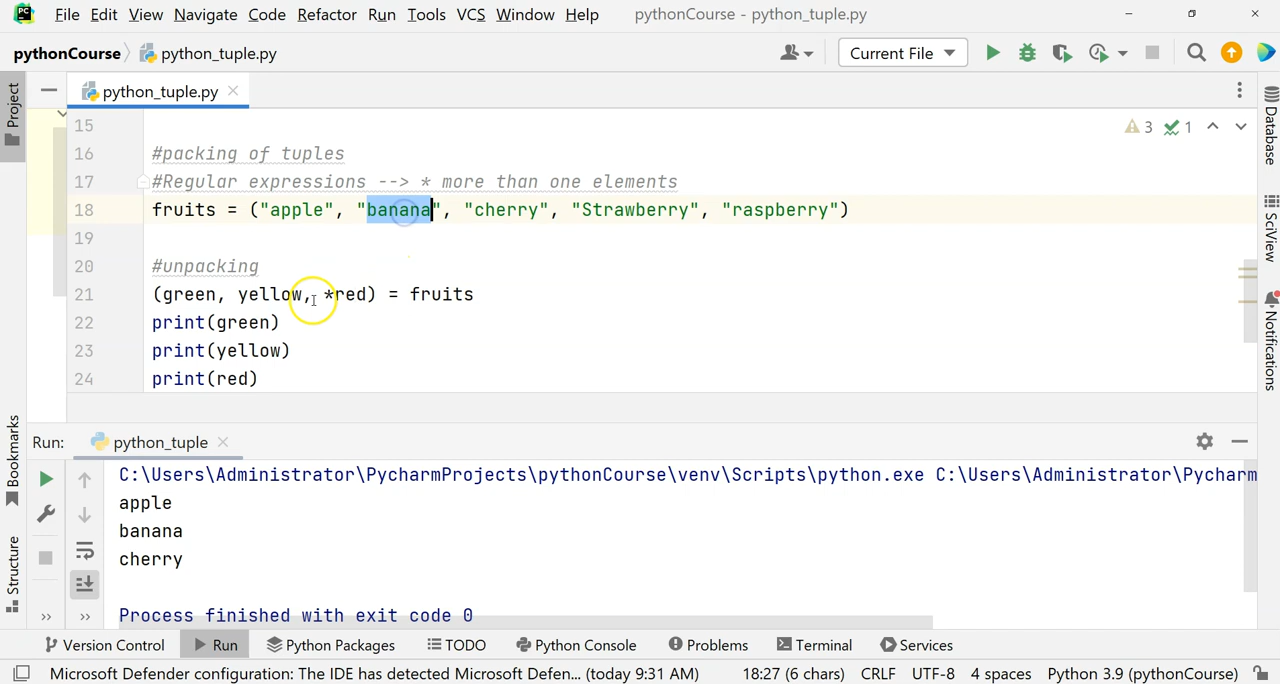 PC File Edit View Navigate Code Refactor Run Tools VCS Window Help pythonCourse - python_tuple.py
pythonCourse python_tuple.py Current File
Project
python_tuple.py
15
16 #packing of tuples
17 #Regular expressions --> * more than one elements
18 fruits = ("apple", "banana", "cherry", "Strawberry", "raspberry")
19
20 #unpacking
21 (green, yellow, *red) = fruits
22 print(green)
23 print(yellow)
24 print(red)
3 1
Database
SciView
Notifications
Run: python_tuple
C:\Users\Administrator\PycharmProjects\pythonCourse\venv\Scripts\python.exe C:\Users\Administrator\Pycharm
apple
banana
cherry
Process finished with exit code 0
Bookmarks
Structure
Version Control Run Python Packages TODO Python Console Problems Terminal Services
Microsoft Defender configuration: The IDE has detected Microsoft Defen... (today 9:31 AM) 18:27 (6 chars) CRLF UTF-8 4 spaces Python 3.9 (pythonCourse)